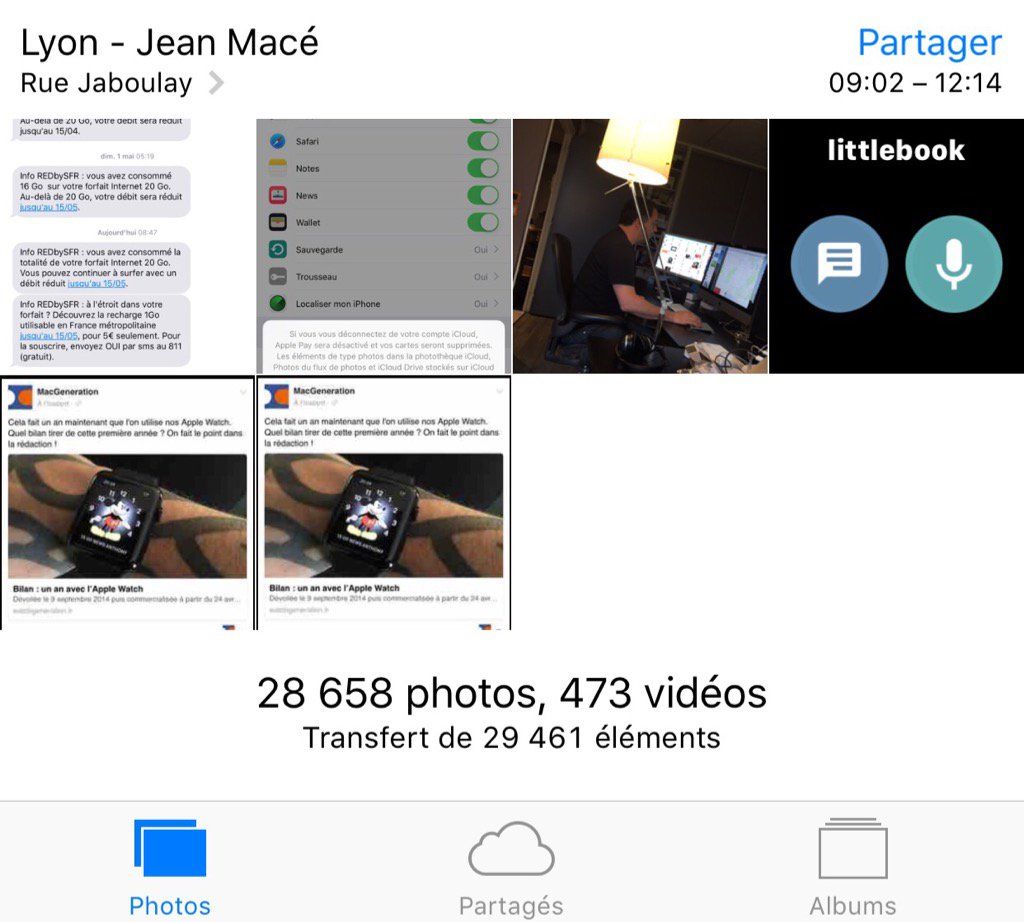 Lyon - Jean Macé
Partager
Rue Jaboulay
09:02 – 12:14
Au-delà de 20 Go, votre débit sera réduit
jusqu'au 15/04.
dim. 1 mai 05:19
Info REDbySFR : vous avez consommé
16 Go sur votre forfait Internet 20 Go.
Au-delà de 20 Go, votre débit sera réduit
jusqu'au 15/05.
Aujourd'hui 08:47
Info REDbySFR : vous avez consommé la
totalité de votre forfait Internet 20 Go.
Vous pouvez continuer à surfer avec un
débit réduit jusqu'au 15/05.
Info REDbySFR : à l'étroit dans votre
forfait ? Découvrez la recharge 1Go
utilisable en France métropolitaine
jusqu'au 15/05, pour 5€ seulement. Pour
la souscrire, envoyez OUI par sms au 811
(gratuit).
Safari
Notes
News
Wallet
Sauvegarde Oui
Trousseau Oui
Localiser mon iPhone Oui
Si vous vous déconnectez de votre compte iCloud,
Apple Pay sera désactivé et vos cartes seront supprimées.
Les éléments de type photos dans la photothèque iCloud,
Photos du flux de photos et iCloud Drive stockés sur iCloud
littlebook
MacGeneration
Cela fait un an maintenant que l'on utilise nos Apple Watch.
Quel bilan tirer de cette première année ? On fait le point dans
la rédaction !
Bilan : un an avec l'Apple Watch
Dévoilée le 9 septembre 2014 puis commercialisée à partir du 24 avr...
MacGeneration
Cela fait un an maintenant que l'on utilise nos Apple Watch.
Quel bilan tirer de cette première année ? On fait le point dans
la rédaction !
Bilan : un an avec l'Apple Watch
Dévoilée le 9 septembre 2014 puis commercialisée à partir du 24 avr...
28 658 photos, 473 vidéos
Transfert de 29 461 éléments
Photos
Partagés
Albums